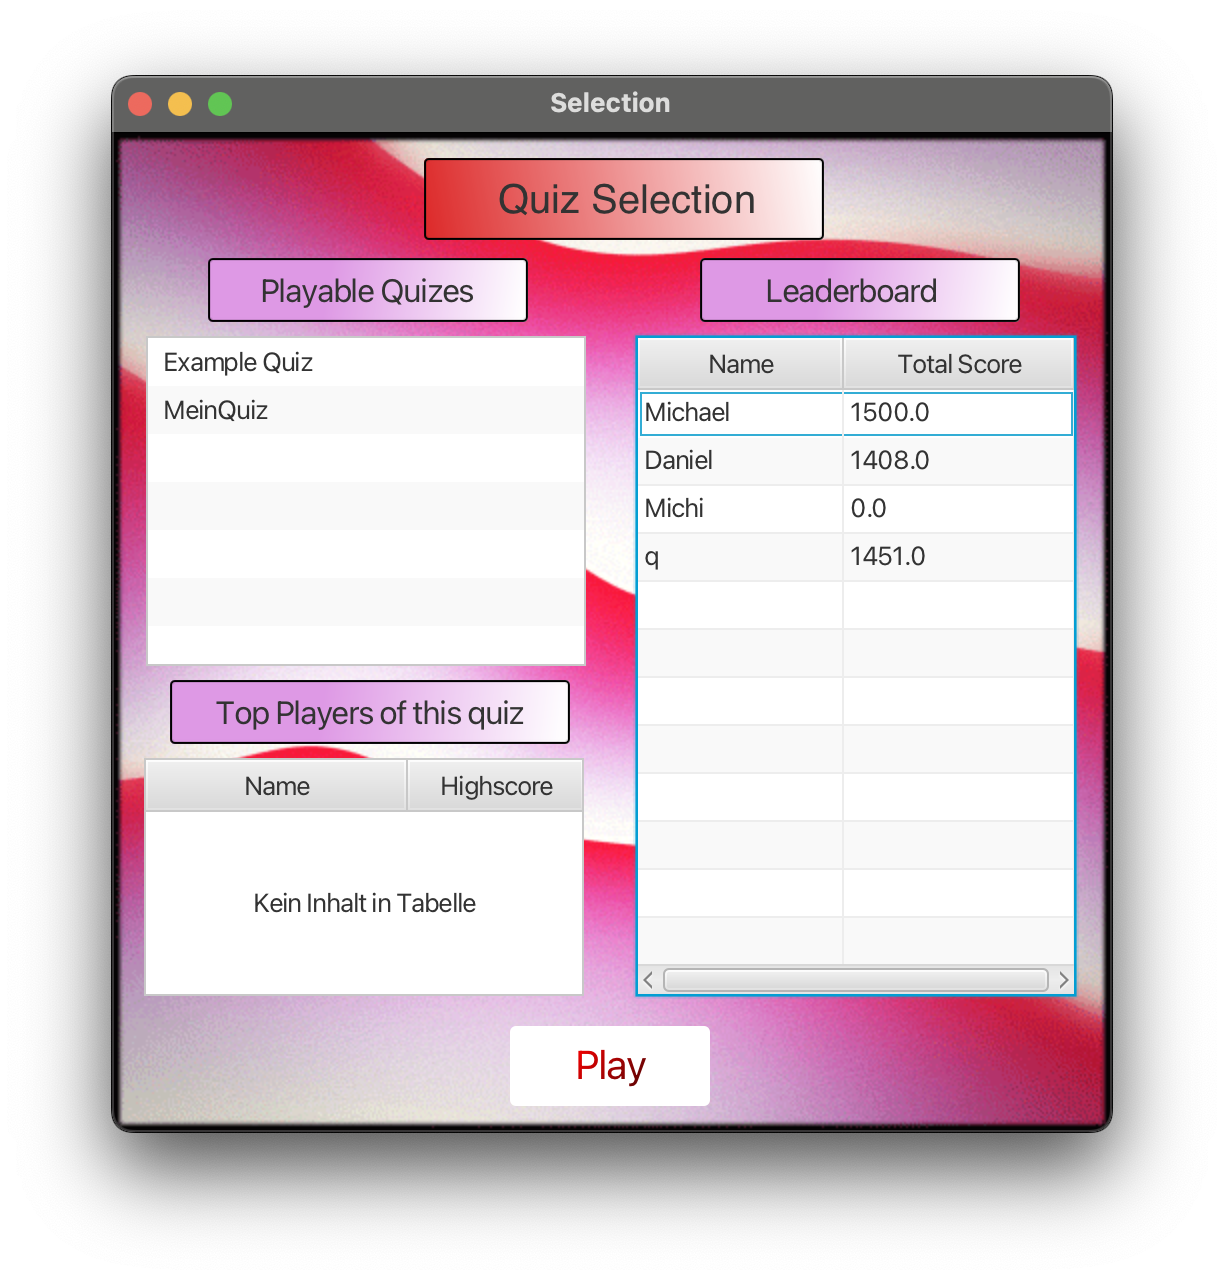 Selection
Quiz Selection
Playable Quizes
Example Quiz
MeinQuiz
Top Players of this quiz
Name Highscore
Kein Inhalt in Tabelle
Leaderboard
Name Total Score
Michael 1500.0
Daniel 1408.0
Michi 0.0
q 1451.0
Play